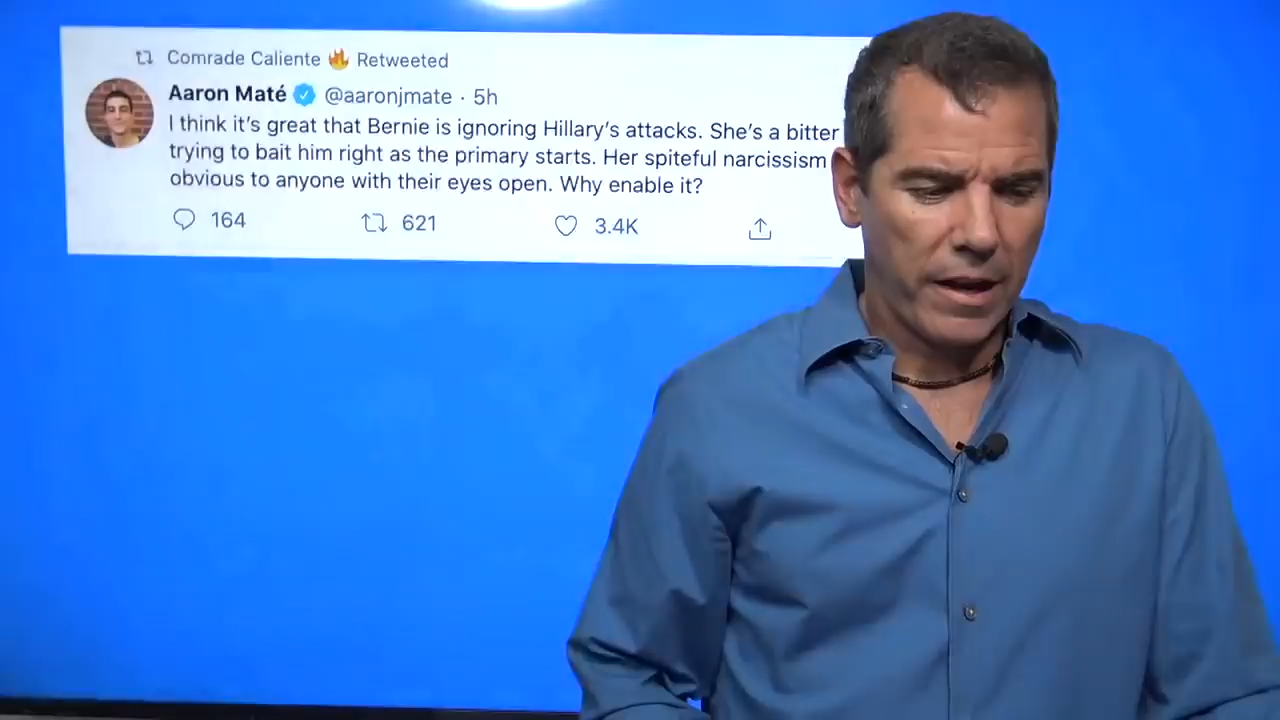 Comrade Caliente 🔥 Retweeted
Aaron Maté @aaronjmate · 5h
I think it's great that Bernie is ignoring Hillary's attacks. She's a bitter
trying to bait him right as the primary starts. Her spiteful narcissism
obvious to anyone with their eyes open. Why enable it?
164 621 3.4K